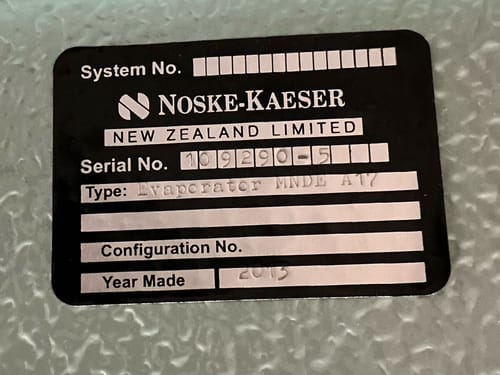 System No.
NOSKE-KAESER
NEW ZEALAND LIMITED
Serial No. 109290-5
Type: Evaporator MNDE A17
Configuration No.
Year Made 2013